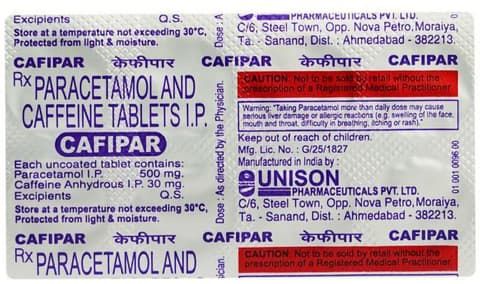 Excipients Q.S.
Store at a temperature not exceeding 30°C,
Protected from light & moisture.
Dose : A
PHARMACEUTICALS PVT. LTD.
C/6, Steel Town, Opp. Nova Petro, Moraiya,
Ta. - Sanand, Dist. : Ahmedabad - 382213.
CAFIPAR केफीपार CAFIPAR केफीपार CAFIPAR
Rx PARACETAMOL AND
CAFFEINE TABLETS I.P.
CAFIPAR
Each uncoated tablet contains:
Paracetamol I.P. 500 mg.
Caffeine Anhydrous I.P. 30 mg.
Excipients Q.S.
Store at a temperature not exceeding 30°C,
Protected from light & moisture.
Dose : As directed by the Physician.
CAUTION: Not to be sold by retail without the
prescription of a Registered Medical Practitioner
Warning: "Taking Paracetamol more than daily dose may cause
serious liver damage or allergic reactions (e.g. swelling of the face,
mouth and throat, difficulty in breathing, itching or rash)."
Keep out of reach of children.
Mfg. Lic. No. : G/25/1827
Manufactured in India by :
UNISON
PHARMACEUTICALS PVT. LTD.
C/6, Steel Town, Opp. Nova Petro, Moraiya,
Ta. - Sanand, Dist. : Ahmedabad - 382213.
CAFIPAR केफीपार CAFIPAR केफीपार CAFIPAR
Rx PARACETAMOL AND
ician.
CAUTION: Not to be sold by retail without the
prescription of a Registered Medical Practitioner